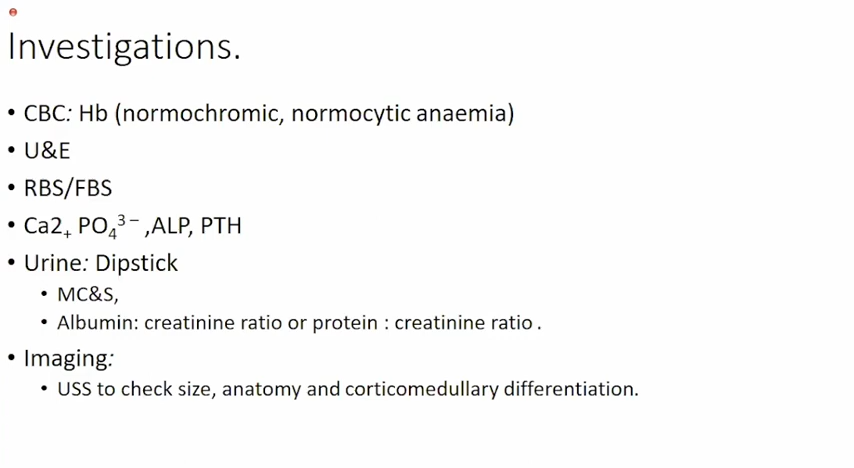 Investigations.
• CBC: Hb (normochromic, normocytic anaemia)
• U&E
• RBS/FBS
• Ca2₊ PO₄³⁻ ,ALP, PTH
• Urine: Dipstick
• MC&S,
• Albumin: creatinine ratio or protein : creatinine ratio .
• Imaging:
• USS to check size, anatomy and corticomedullary differentiation.